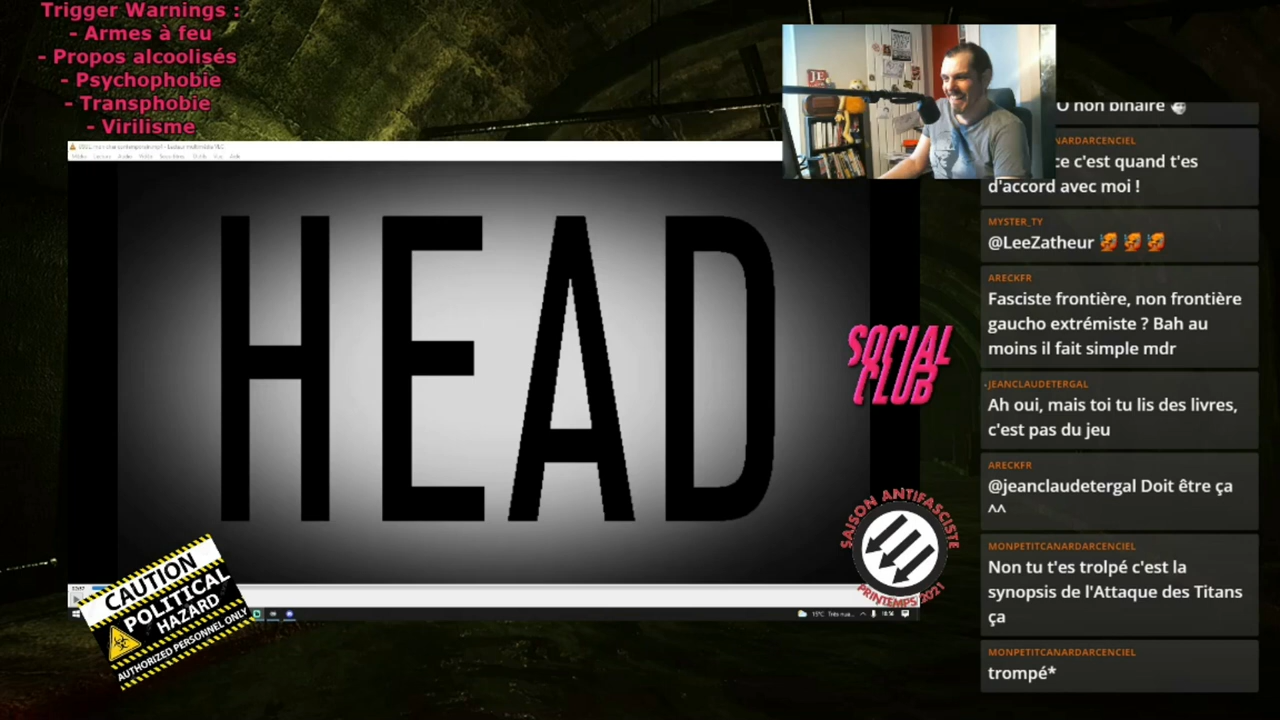 Trigger Warnings :
- Armes à feu
- Propos alcoolisés
- Psychophobie
- Transphobie
- Virilisme
JE
HEAD
SOCIAL
CLUB
SAISON ANTIFASCISTE
PRINTEMPS 2021
CAUTION
POLITICAL
HAZARD
AUTHORIZED PERSONNEL ONLY
15°C
O non binaire
NARDARCENCIEL
ce c'est quand t'es
d'accord avec moi !
MYSTER_TY
@LeeZatheur
ARECKFR
Fasciste frontière, non frontière
gaucho extrémiste ? Bah au
moins il fait simple mdr
JEANCLAUDETERGAL
Ah oui, mais toi tu lis des livres,
c'est pas du jeu
ARECKFR
@jeanclaudetergal Doit être ça
^^
MONPETITCANARDARCENCIEL
Non tu t'es trolpé c'est la
synopsis de l'Attaque des Titans
ça
MONPETITCANARDARCENCIEL
trompé*